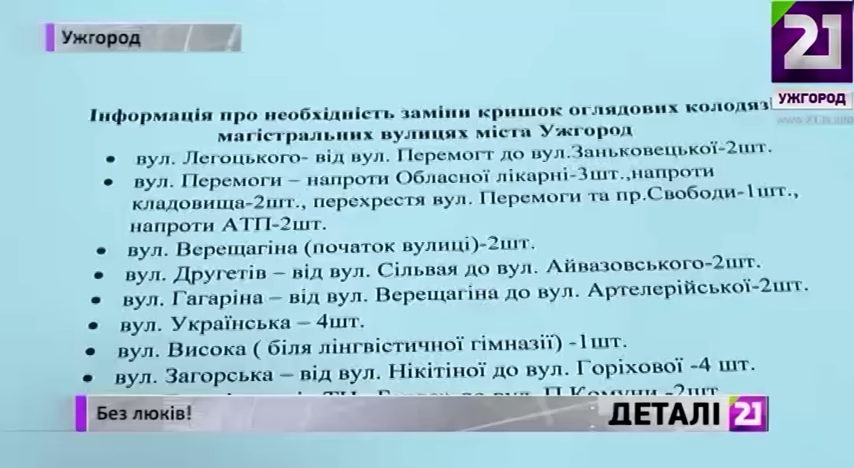 Ужгород
21
УЖГОРОД
Інформація про необхідність заміни кришок оглядових
магістральних вулицях міста Ужгород
• вул. Легоцького- від вул. Перемогт до вул.Заньковецької-2шт.
• вул. Перемоги – напроти Обласної лікарні-3шт.,напроти
кладовища-2шт., перехрестя вул. Перемоги та пр.Свободи-1шт.,
напроти АТП-2шт.
• вул. Верещагіна (початок вулиці)-2шт.
• вул. Другетів – від вул. Сільвая до вул. Айвазовського-2шт.
• вул. Гагаріна – від вул. Верещагіна до вул. Артелерійської-2шт.
• вул. Українська – 4шт.
• вул. Висока ( біля лінгвістичної гімназії) -1шт.
• вул. Загорська – від вул. Нікітіної до вул. Горіхової -4 шт.
до вул. П.Комуни -2шт
Без люків!
ДЕТАЛІ 21